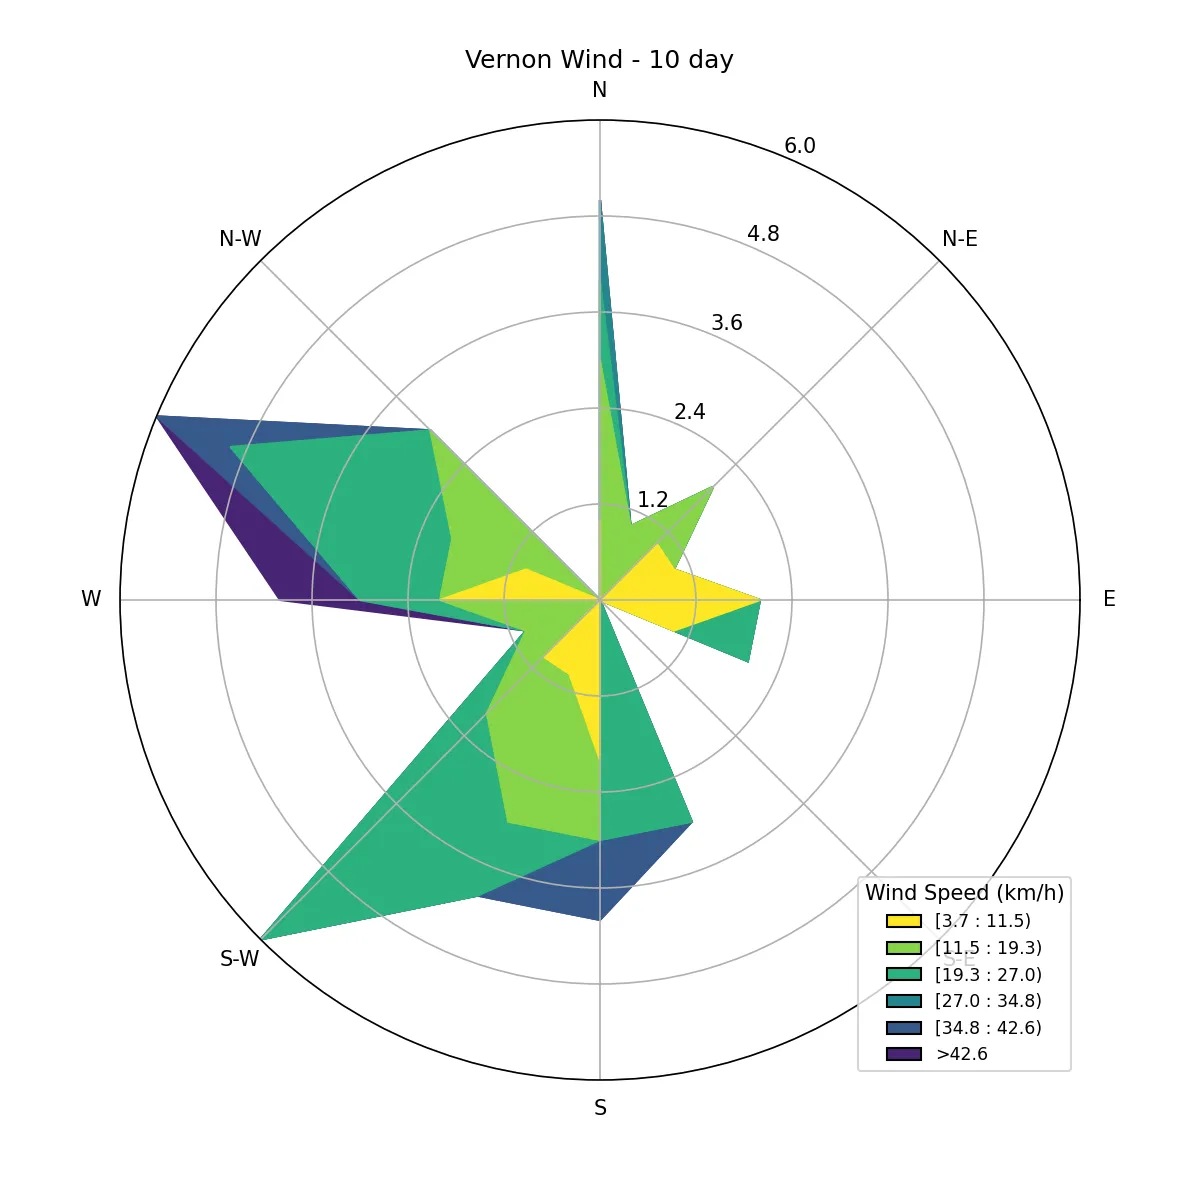 Vernon Wind - 10 day
N
6.0
N-W
N-E
4.8
3.6
2.4
1.2
W
E
S-W
S-E
S
Wind Speed (km/h)
[3.7 : 11.5)
[11.5 : 19.3)
[19.3 : 27.0)
[27.0 : 34.8)
[34.8 : 42.6)
>42.6